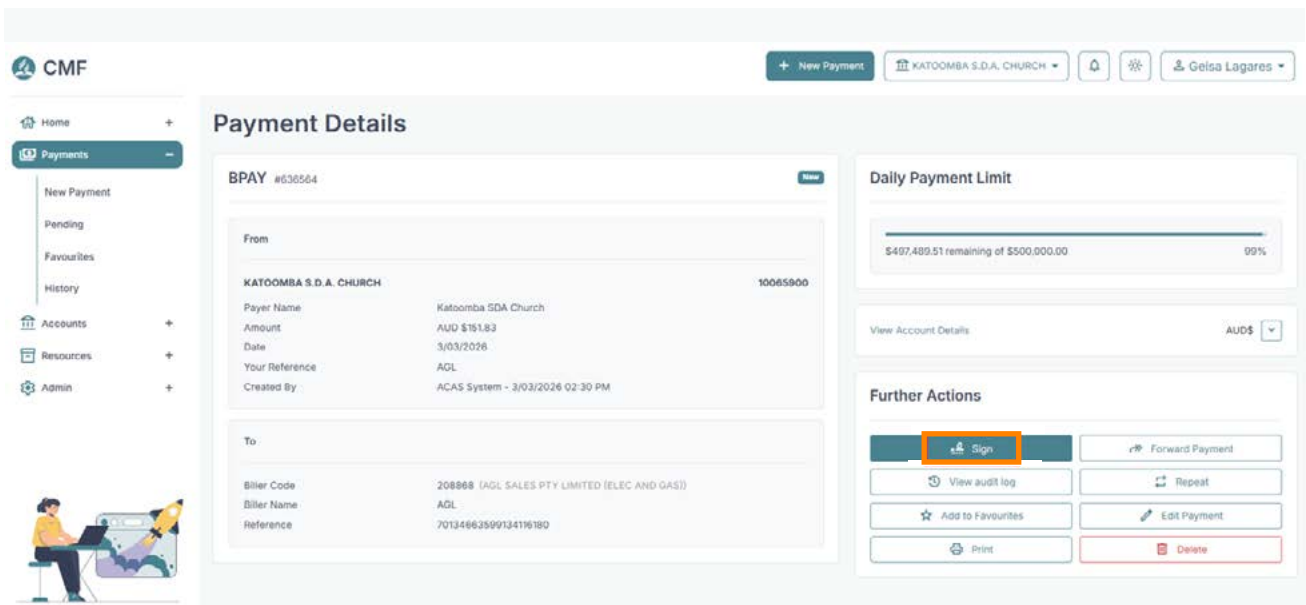 CMF
+ New Payment
KATOOMBA S.D.A. CHURCH
Geisa Lagares
Home +
Payments −
New Payment
Pending
Favourites
History
Accounts +
Resources +
Admin +
Payment Details
BPAY #636564 New
From
KATOOMBA S.D.A. CHURCH 10065900
Payer Name Katoomba SDA Church
Amount AUD $151.83
Date 3/03/2026
Your Reference AGL
Created By ACAS System - 3/03/2026 02:30 PM
To
Biller Code 208868 (AGL SALES PTY LIMITED (ELEC AND GAS))
Biller Name AGL
Reference 70134663599134116180
Daily Payment Limit
$497,489.51 remaining of $500,000.00 99%
View Account Details AUD$
Further Actions
Sign Forward Payment
View audit log Repeat
Add to Favourites Edit Payment
Print Delete